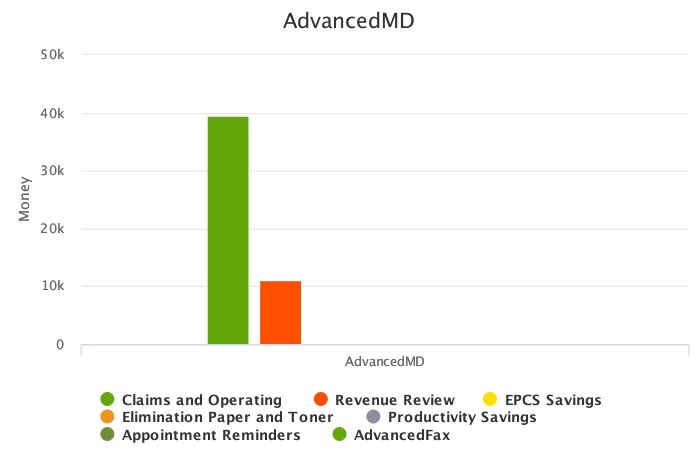 AdvancedMD
50k
40k
30k
20k
10k
0
Money
AdvancedMD
Claims and Operating Revenue Review EPCS Savings
Elimination Paper and Toner Productivity Savings
Appointment Reminders AdvancedFax